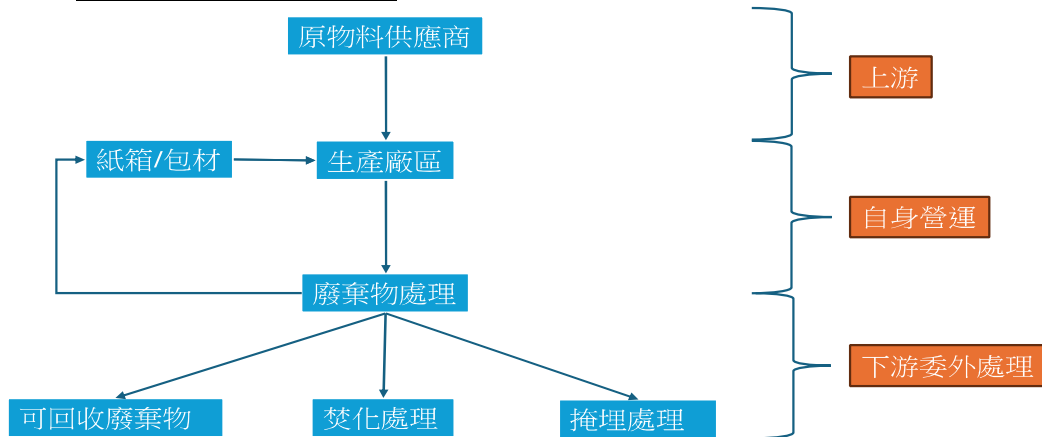 原物料供應商
上游
紙箱/包材
生產廠區
自身營運
廢棄物處理
下游委外處理
可回收廢棄物
焚化處理
掩埋處理